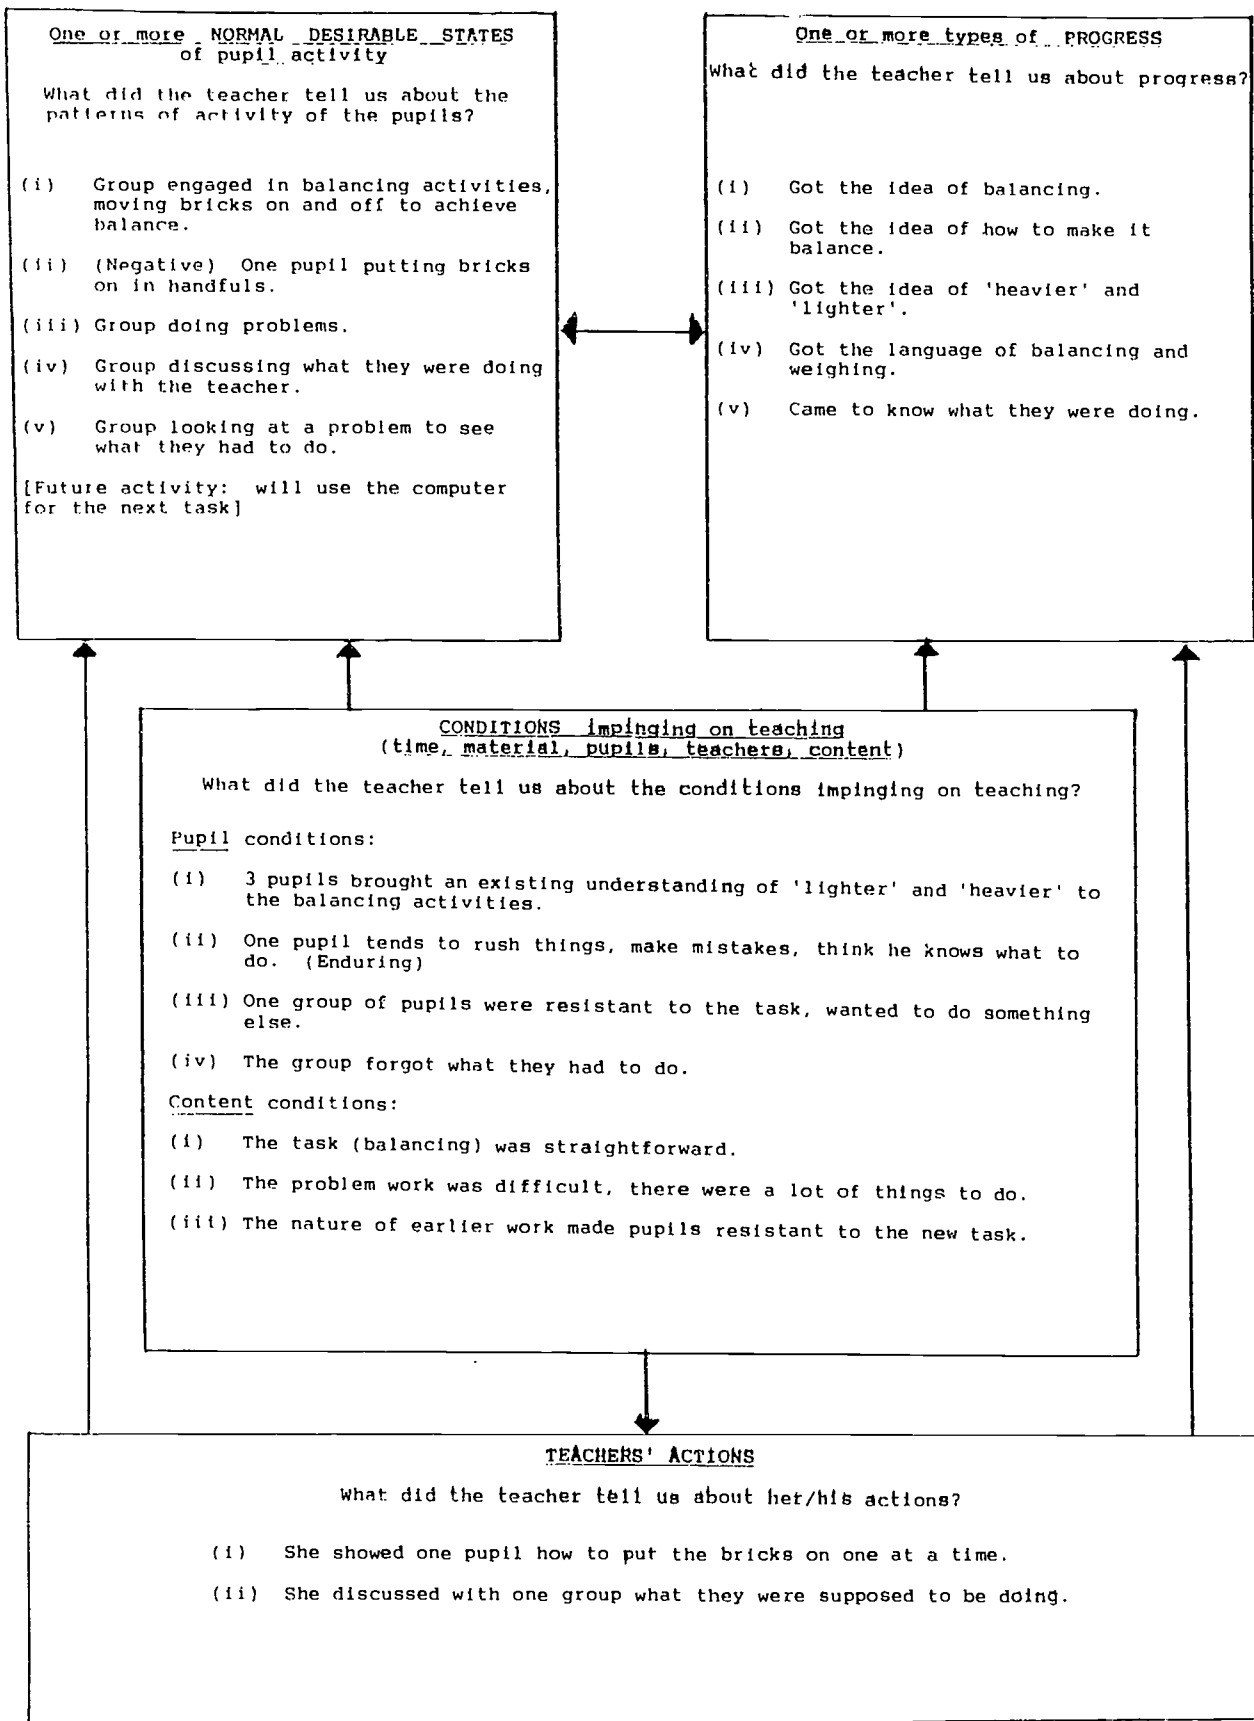 One or more NORMAL DESIRABLE STATES
of pupil activity
What did the teacher tell us about the
patterns of activity of the pupils?
(i) Group engaged in balancing activities,
moving bricks on and off to achieve
balance.
(ii) (Negative) One pupil putting bricks
on in handfuls.
(iii) Group doing problems.
(iv) Group discussing what they were doing
with the teacher.
(v) Group looking at a problem to see
what they had to do.
[Future activity: will use the computer
for the next task]
One or more types of PROGRESS
What did the teacher tell us about progress?
(i) Got the idea of balancing.
(ii) Got the idea of how to make it
balance.
(iii) Got the idea of 'heavier' and
'lighter'.
(iv) Got the language of balancing and
weighing.
(v) Came to know what they were doing.
CONDITIONS impinging on teaching
(time, material, pupils, teachers, content)
What did the teacher tell us about the conditions impinging on teaching?
Pupil conditions:
(i) 3 pupils brought an existing understanding of 'lighter' and 'heavier' to
the balancing activities.
(ii) One pupil tends to rush things, make mistakes, think he knows what to
do. (Enduring)
(iii) One group of pupils were resistant to the task, wanted to do something
else.
(iv) The group forgot what they had to do.
Content conditions:
(i) The task (balancing) was straightforward.
(ii) The problem work was difficult, there were a lot of things to do.
(iii) The nature of earlier work made pupils resistant to the new task.
TEACHERS' ACTIONS
What did the teacher tell us about her/his actions?
(i) She showed one pupil how to put the bricks on one at a time.
(ii) She discussed with one group what they were supposed to be doing.